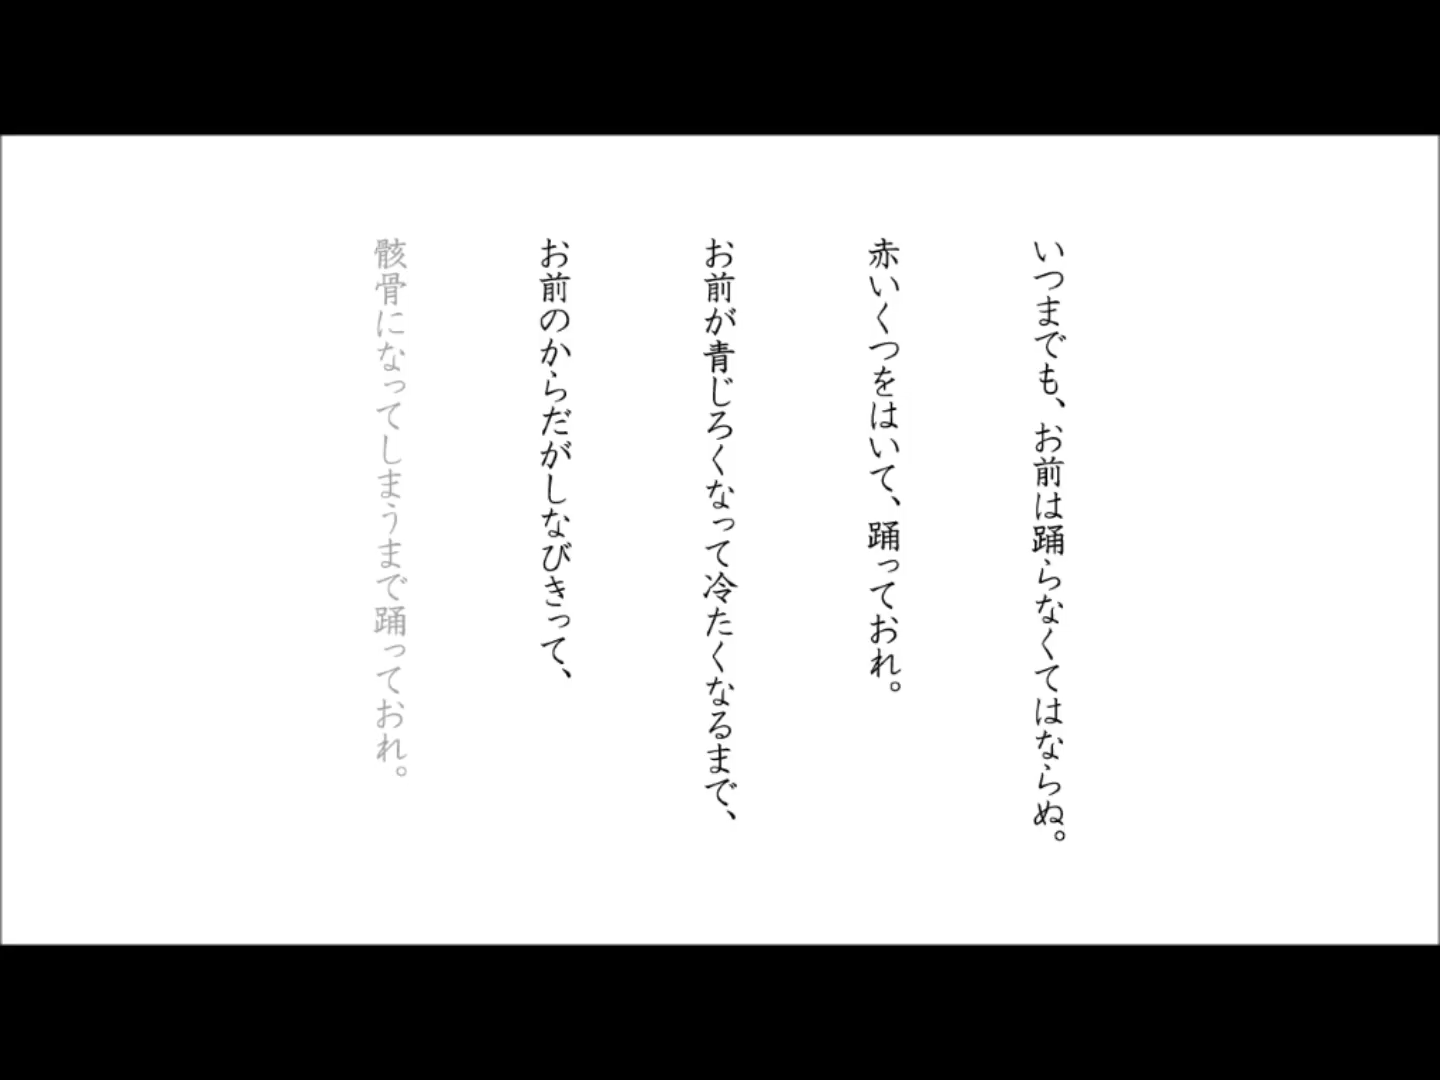 いつまでも、お前は踊らなくてはならぬ。
赤いくつをはいて、踊っておれ。
お前が青じろくなって冷たくなるまで、
お前のからだがしなびきって、
骸骨になってしまうまで踊っておれ。